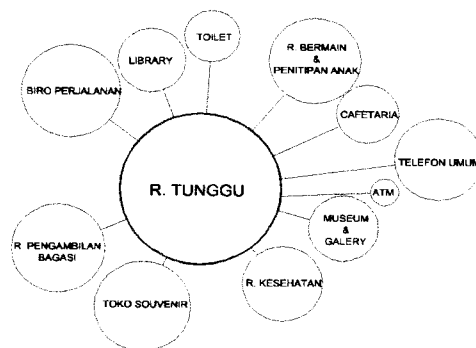 TOILET
LIBRARY
R. BERMAIN
&
PENITIPAN ANAK
BIRO PERJALANAN
CAFETARIA
TELEFON UMUM
R. TUNGGU
ATM
MUSEUM
&
GALERY
R. PENGAMBILAN
BAGASI
R. KESEHATAN
TOKO SOUVENIR